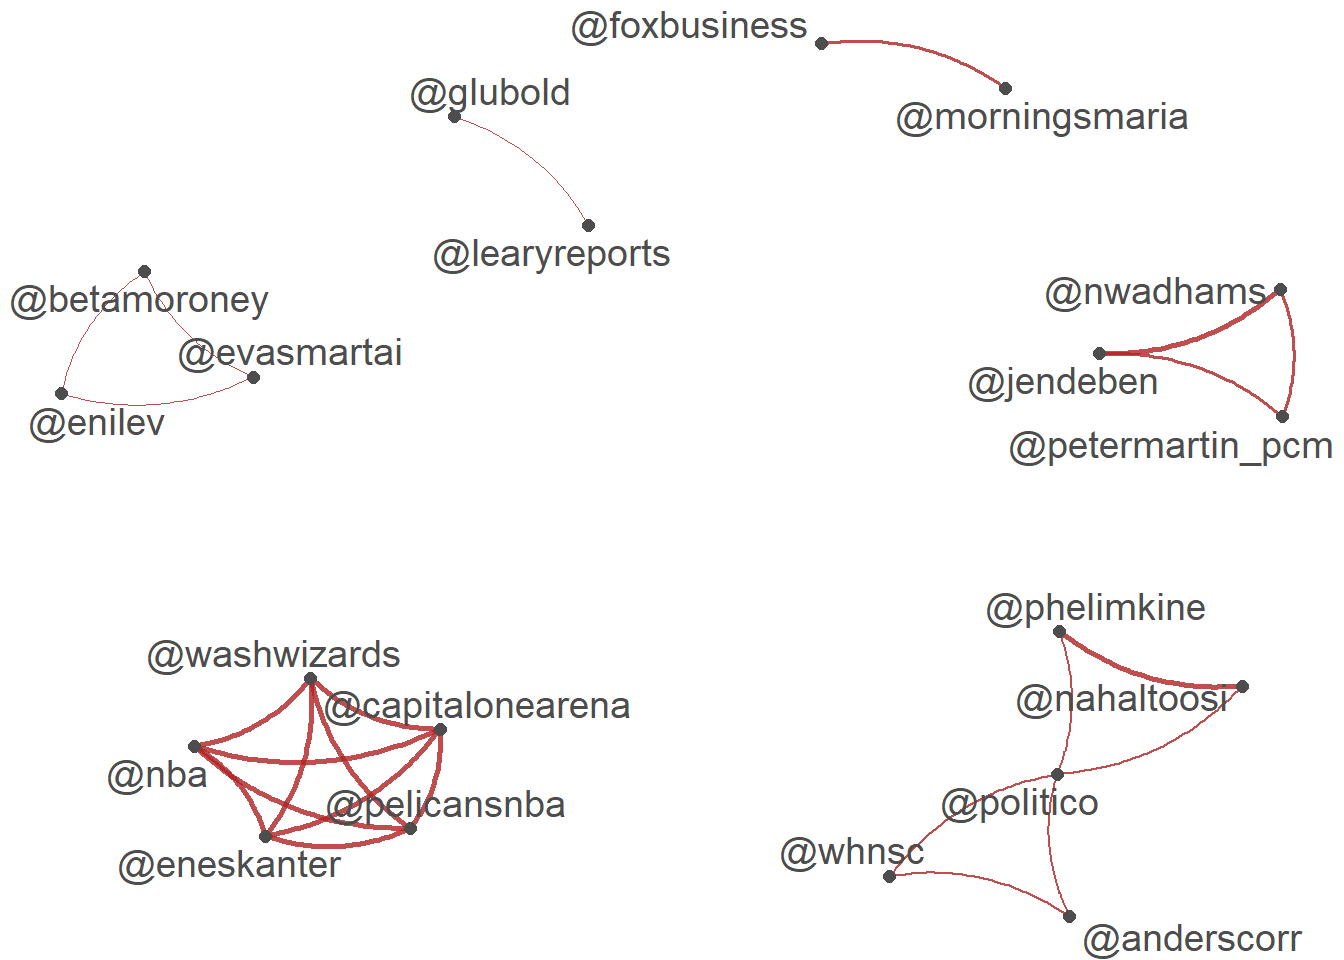 @foxbusiness
@glubold
@morningsmaria
@learyreports
@betamoroney
@nwadhams
@evasmartai
@jendeben
@enilev
@petermartin_pcm
@phelimkine
@washwizards
@capitalonearena
@nahaltoosi
@nba
@pelicansnba
@politico
@eneskanter
@whnsc
@anderscorr